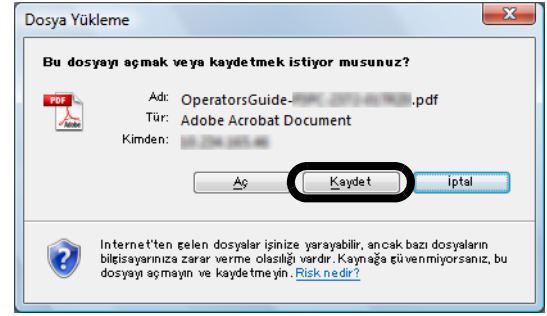 Dosya Yükleme
Bu dosyayı açmak veya kaydetmek istiyor musunuz?
PDF
Adobe
Adı: OperatorsGuide- .pdf
Tür: Adobe Acrobat Document
Kimden:
Aç Kaydet İptal
Internet'ten gelen dosyalar işinize yarayabilir, ancak bazı dosyaların
bilgisayarınıza zarar verme olasılığı vardır. Kaynağa güvenmiyorsanız, bu
dosyayı açmayın ve kaydetmeyin. Risk nedir?